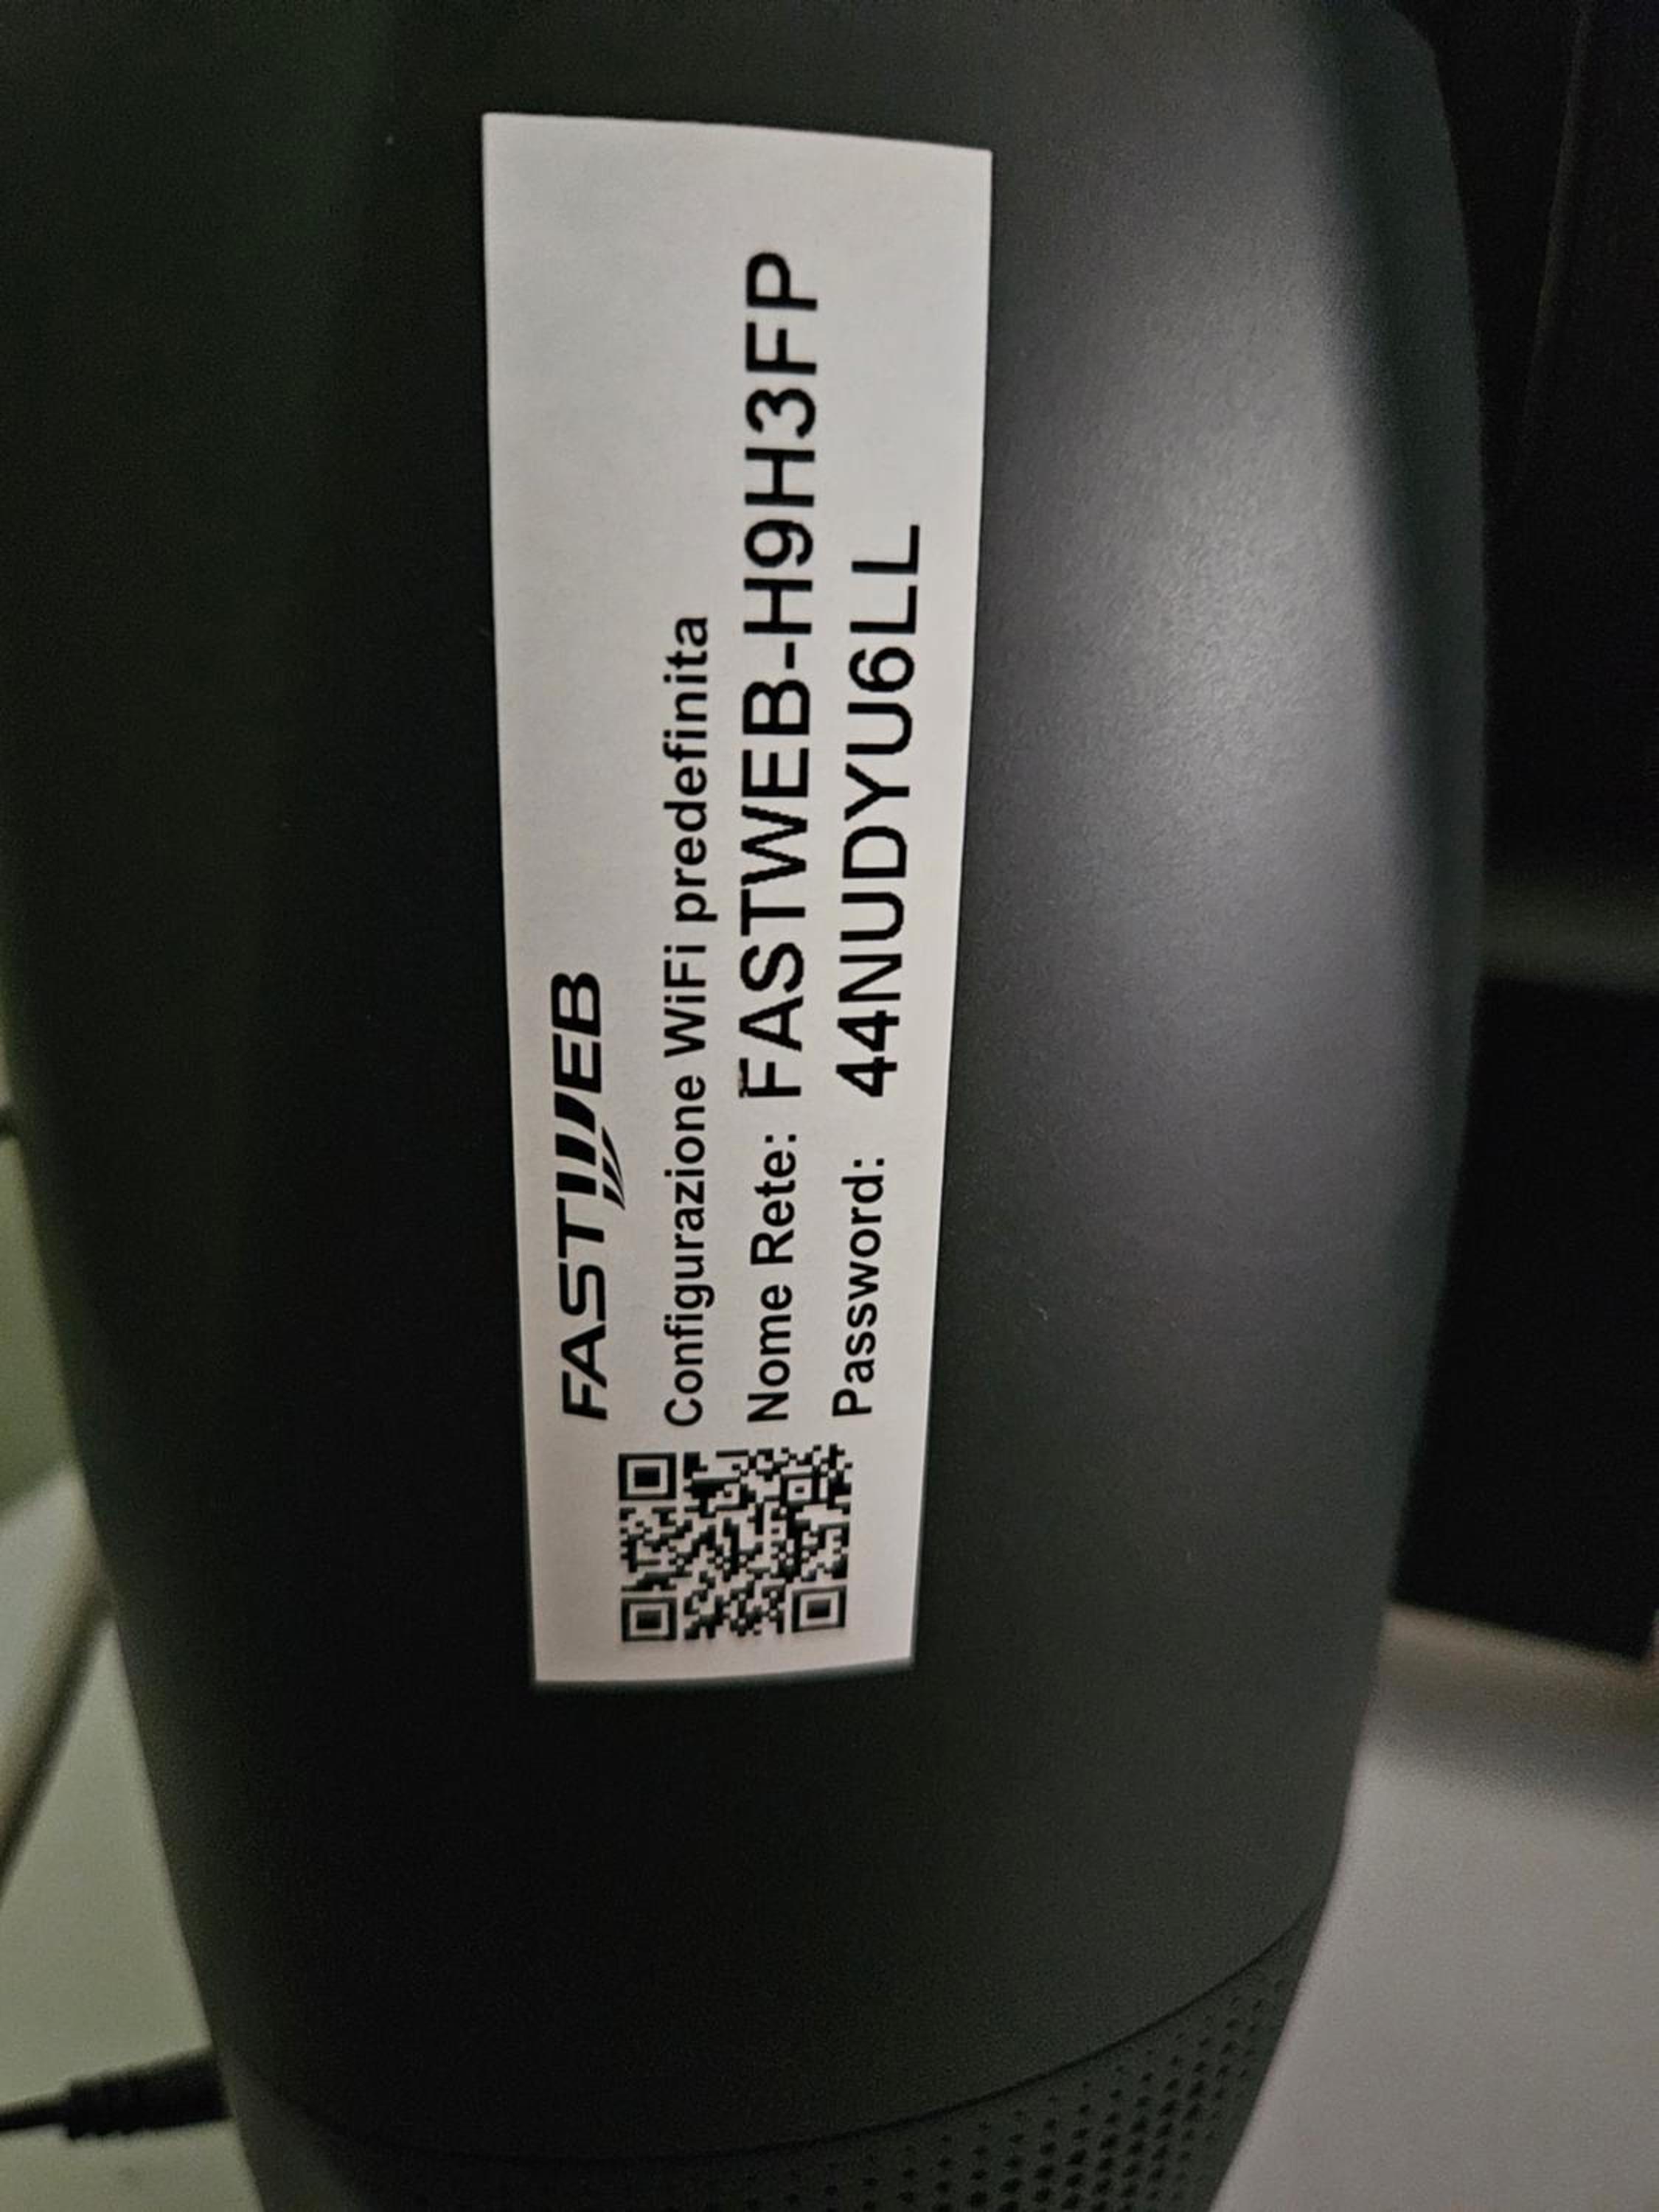 FASTWEB
Configurazione WiFi predefinita
Nome Rete: FASTWEB-H9H3FP
Password: 44NUDYU6LL